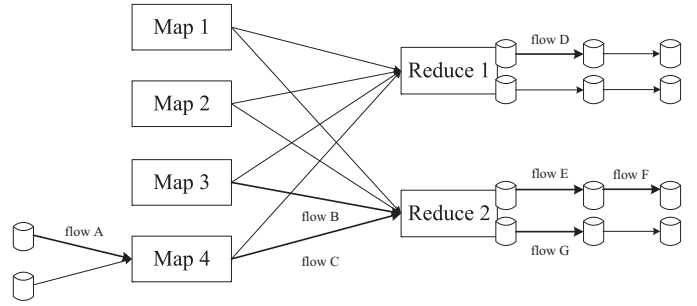 Map 1
Map 2
Map 3
Map 4
Reduce 1
Reduce 2
flow A
flow B
flow C
flow D
flow E
flow F
flow G